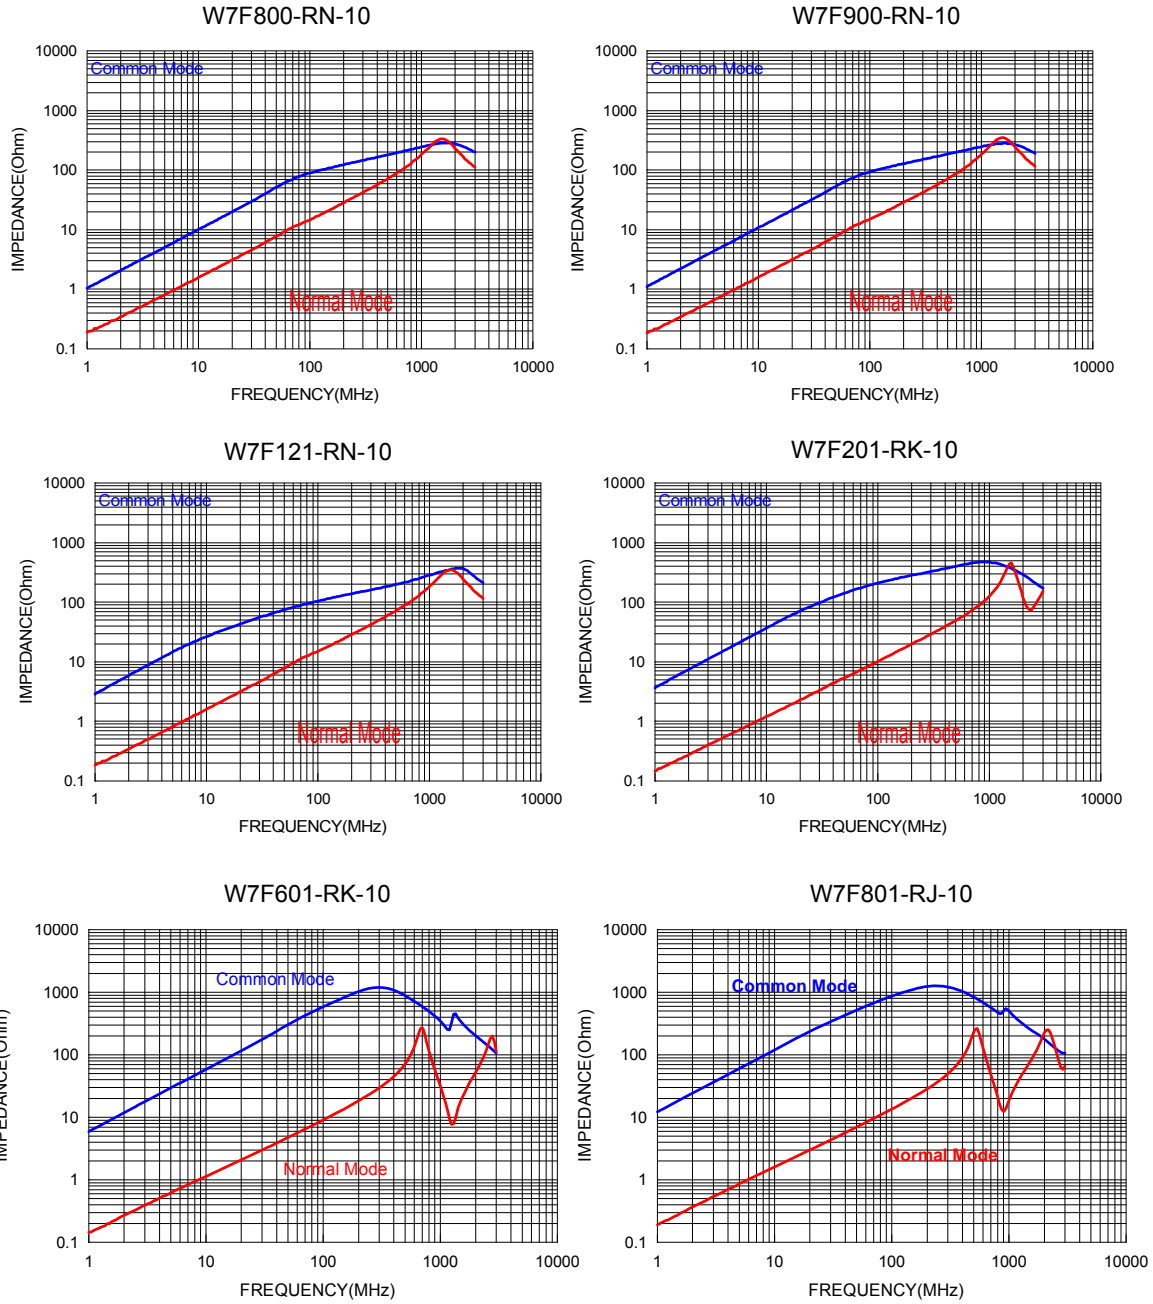 W7F800-RN-10
10000
1000
100
10
1
0.1
IMPEDANCE(Ohm)
Common Mode
Normal Mode
1 10 100 1000 10000
FREQUENCY(MHz)
W7F900-RN-10
10000
1000
100
10
1
0.1
IMPEDANCE(Ohm)
Common Mode
Normal Mode
1 10 100 1000 10000
FREQUENCY(MHz)
W7F121-RN-10
10000
1000
100
10
1
0.1
IMPEDANCE(Ohm)
Common Mode
Normal Mode
1 10 100 1000 10000
FREQUENCY(MHz)
W7F201-RK-10
10000
1000
100
10
1
0.1
IMPEDANCE(Ohm)
Common Mode
Normal Mode
1 10 100 1000 10000
FREQUENCY(MHz)
W7F601-RK-10
10000
1000
100
10
1
0.1
IMPEDANCE(Ohm)
Common Mode
Normal Mode
1 10 100 1000 10000
FREQUENCY(MHz)
W7F801-RJ-10
10000
1000
100
10
1
0.1
IMPEDANCE(Ohm)
Common Mode
Normal Mode
1 10 100 1000 10000
FREQUENCY(MHz)